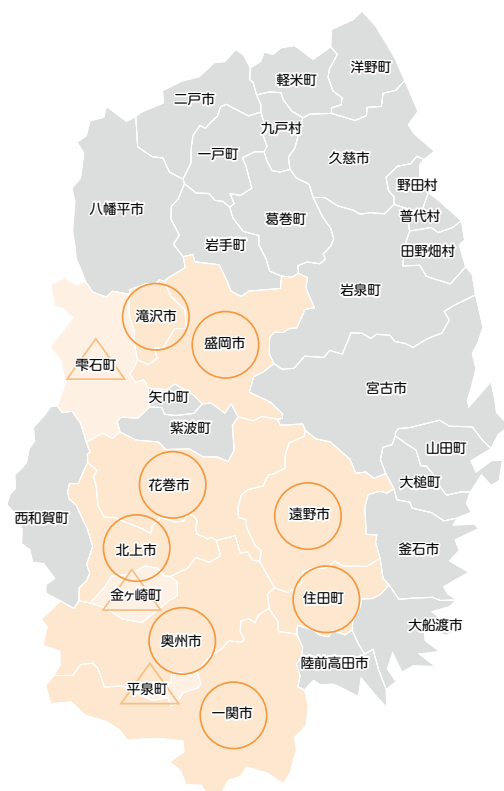 洋野町
軽米町
二戸市
九戸村
一戸町
久慈市
野田村
八幡平市
普代村
葛巻町
岩手町
田野畑村
岩泉町
滝沢市
盛岡市
雫石町
宮古市
矢巾町
紫波町
山田町
大槌町
花巻市
遠野市
西和賀町
北上市
釜石市
金ヶ崎町
住田町
大船渡市
奥州市
陸前高田市
平泉町
一関市